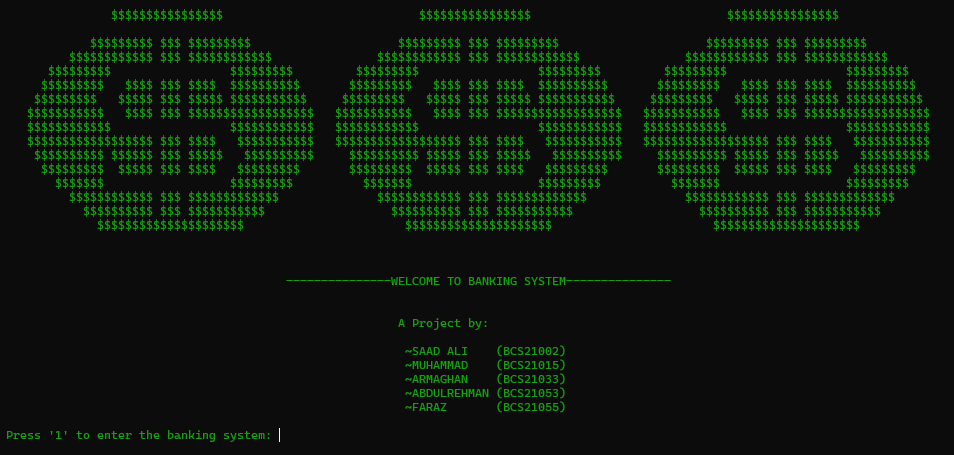 WELCOME TO BANKING SYSTEM
A Project by:
~SAAD ALI (BCS21002)
~MUHAMMAD (BCS21015)
~ARMAGHAN (BCS21033)
~ABDULREHMAN (BCS21053)
~FARAZ (BCS21055)
Press '1' to enter the banking system: